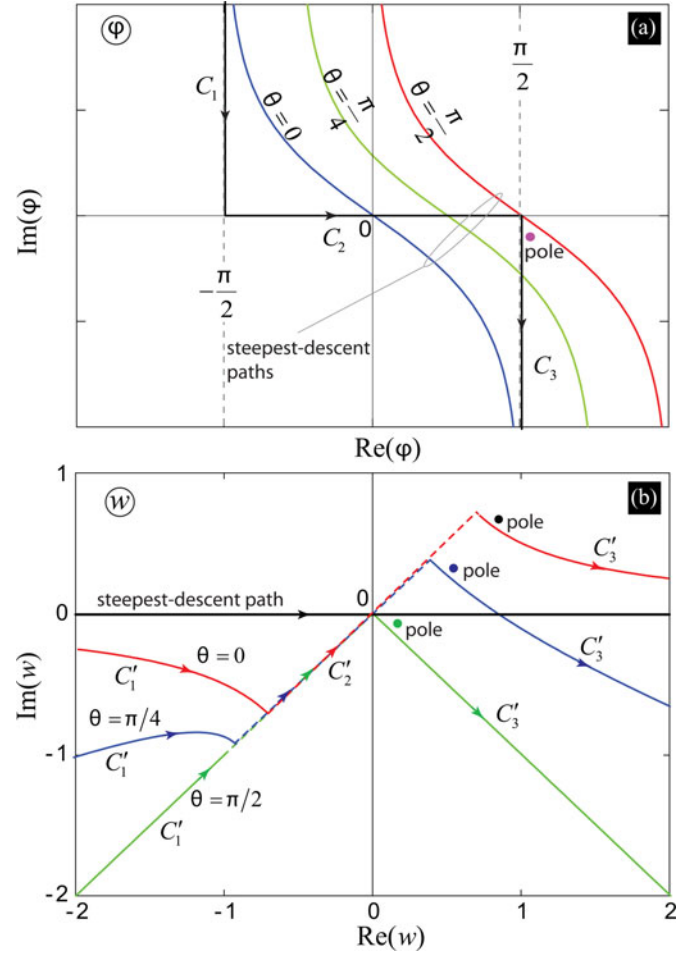 φ
(a)
π
2
C₁
θ = 0
θ = π/4
θ = π/2
Im(φ)
0
C₂
pole
-π
2
steepest-descent
paths
C₃
Re(φ)
1
w
(b)
pole
C′₃
pole
steepest-descent path
0
0
pole
C′₃
Im(w)
θ = 0
C′₁
C′₂
θ = π/4
C′₃
-1
C′₁
θ = π/2
C′₁
-2
-2
-1
0
1
2
Re(w)